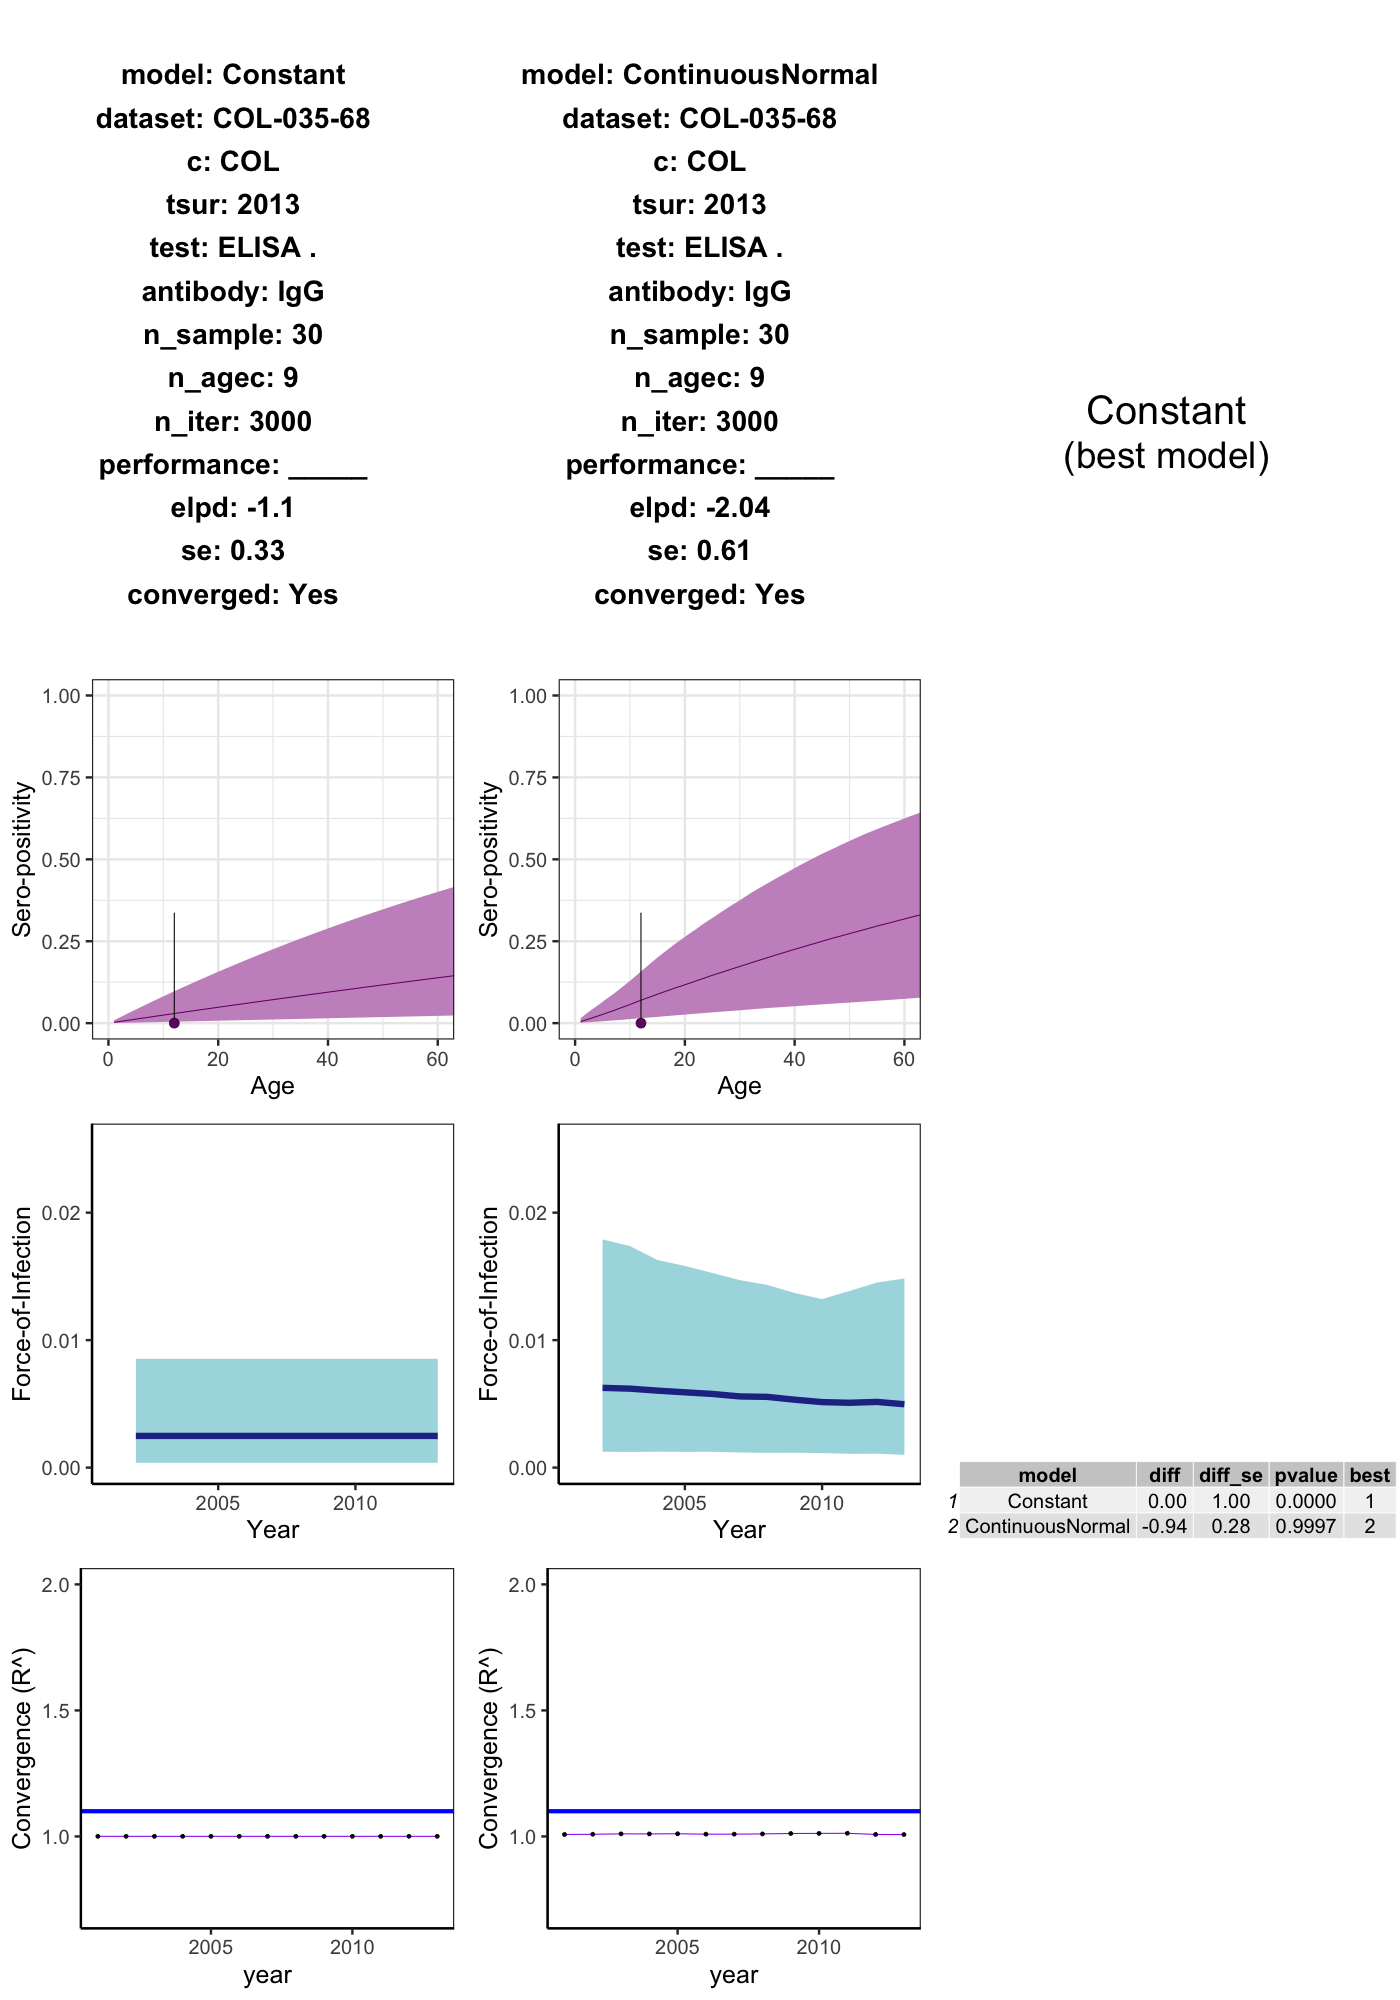 model: Constant
dataset: COL-035-68
c: COL
tsur: 2013
test: ELISA .
antibody: IgG
n_sample: 30
n_agec: 9
n_iter: 3000
performance: _____
elpd: -1.1
se: 0.33
converged: Yes
model: ContinuousNormal
dataset: COL-035-68
c: COL
tsur: 2013
test: ELISA .
antibody: IgG
n_sample: 30
n_agec: 9
n_iter: 3000
performance: _____
elpd: -2.04
se: 0.61
converged: Yes
Constant
(best model)
Sero-positivity
1.00
0.75
0.50
0.25
0.00
0 20 40 60
Age
Sero-positivity
1.00
0.75
0.50
0.25
0.00
0 20 40 60
Age
Force-of-Infection
0.02
0.01
0.00
2005 2010
Year
Force-of-Infection
0.02
0.01
0.00
2005 2010
Year
model diff diff_se pvalue best
1 Constant 0.00 1.00 0.0000 1
2 ContinuousNormal -0.94 0.28 0.9997 2
Convergence (R^)
2.0
1.5
1.0
2005 2010
year
Convergence (R^)
2.0
1.5
1.0
2005 2010
year